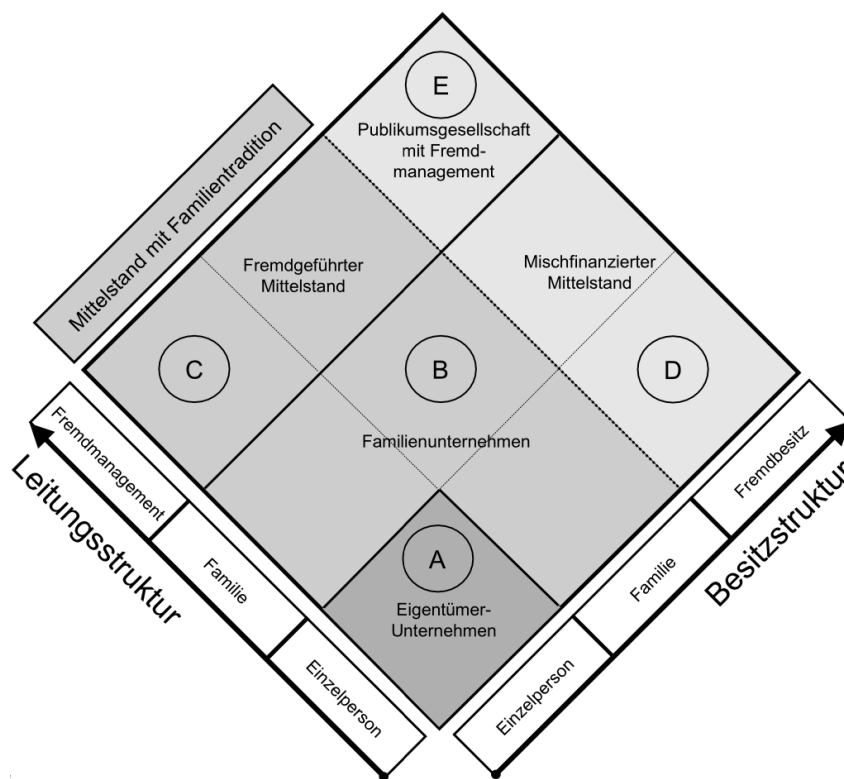 E
Publikumsgesellschaft
mit Fremd-
management
Mittelstand mit Familientradition
Fremdgeführter
Mittelstand
Mischfinanzierter
Mittelstand
C
B
D
Familienunternehmen
A
Eigentümer-
Unternehmen
Leitungsstruktur
Fremdmanagement
Familie
Einzelperson
Besitzstruktur
Fremdbesitz
Familie
Einzelperson